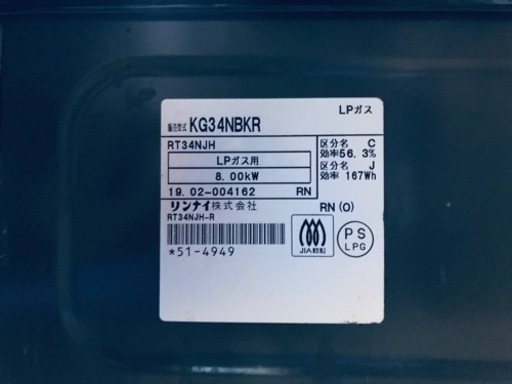 LPガス
販売型式 KG34NBKR
RT34NJH
LPガス用
8.00kW
19.02-004162 RN
区分名 C
効率56.3%
区分名 J
効率 167Wh
リンナイ株式会社
RN (0)
RT34NJH-R
*51-4949
JIA認証
PS
LPG